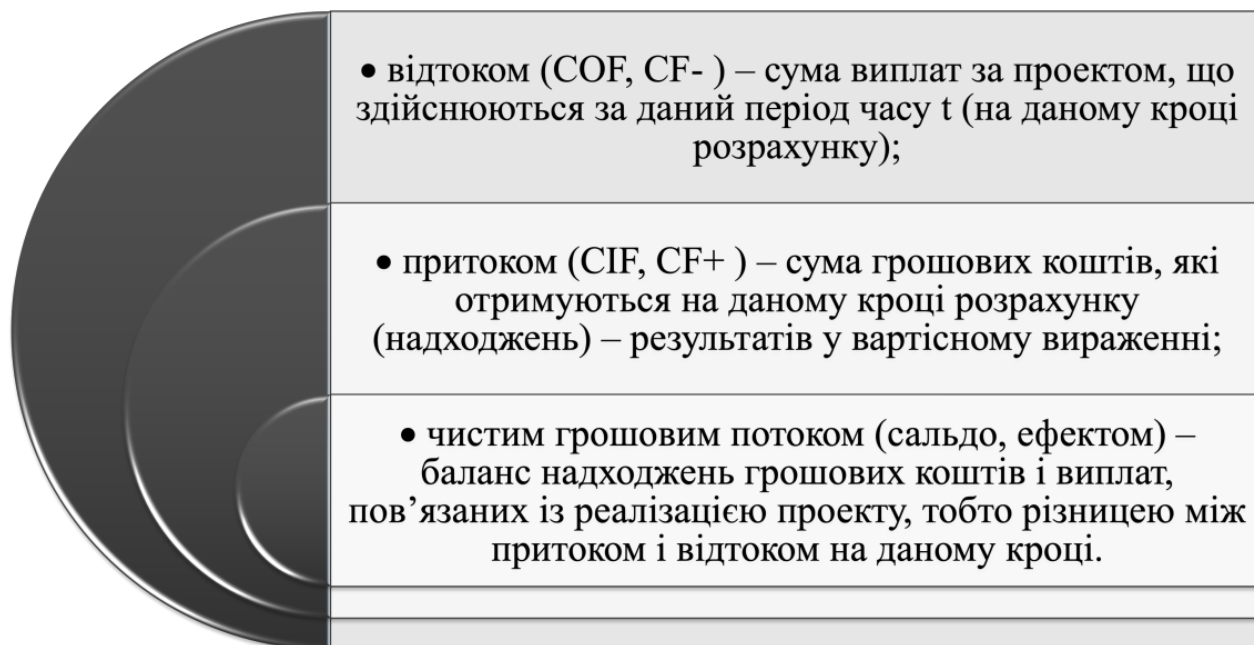 • відтоком (COF, CF- ) – сума виплат за проектом, що
здійснюються за даний період часу t (на даному кроці
розрахунку);
• притоком (CIF, CF+ ) – сума грошових коштів, які
отримуються на даному кроці розрахунку
(надходжень) – результатів у вартісному вираженні;
• чистим грошовим потоком (сальдо, ефектом) –
баланс надходжень грошових коштів і виплат,
пов’язаних із реалізацією проекту, тобто різницею між
притоком і відтоком на даному кроці.